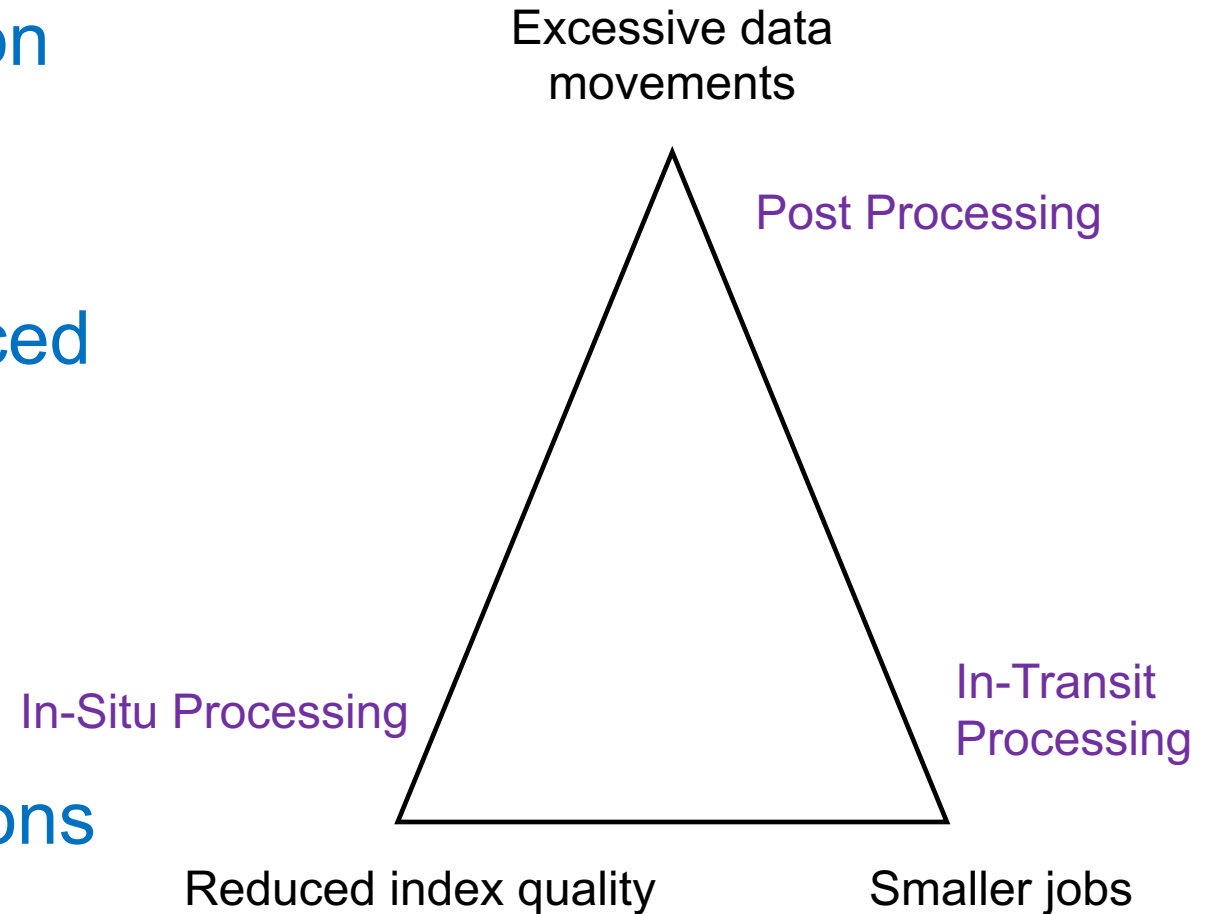 on
Excessive data
movements
Post Processing
ced
In-Situ Processing
In-Transit
Processing
ons
Reduced index quality
Smaller jobs